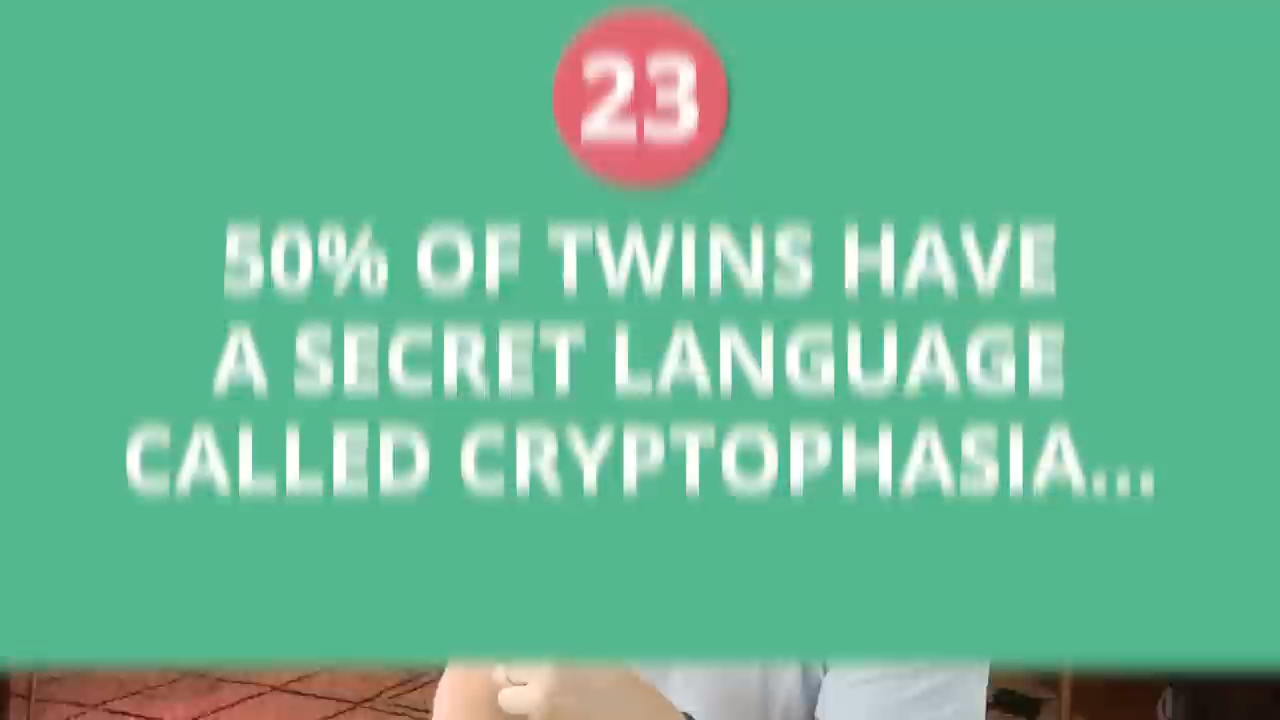 23
50% OF TWINS HAVE
A SECRET LANGUAGE
CALLED CRYPTOPHASIA...